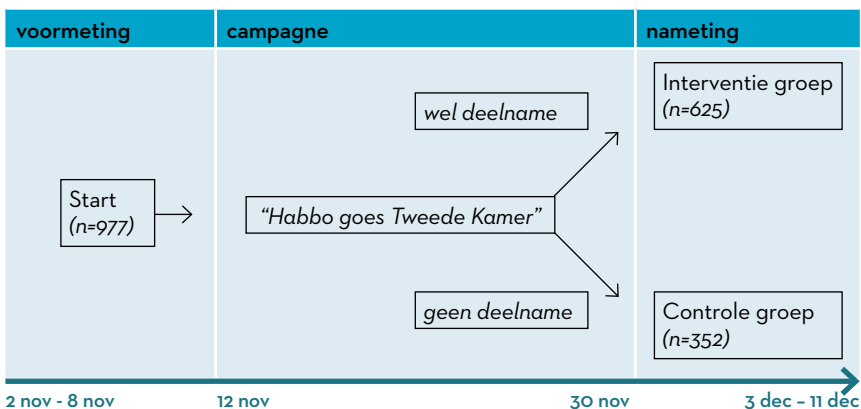 voormeting
campagne
nameting
wel deelname
Interventie groep
(n=625)
Start
(n=977)
“Habbo goes Tweede Kamer”
geen deelname
Controle groep
(n=352)
2 nov - 8 nov
12 nov
30 nov
3 dec – 11 dec